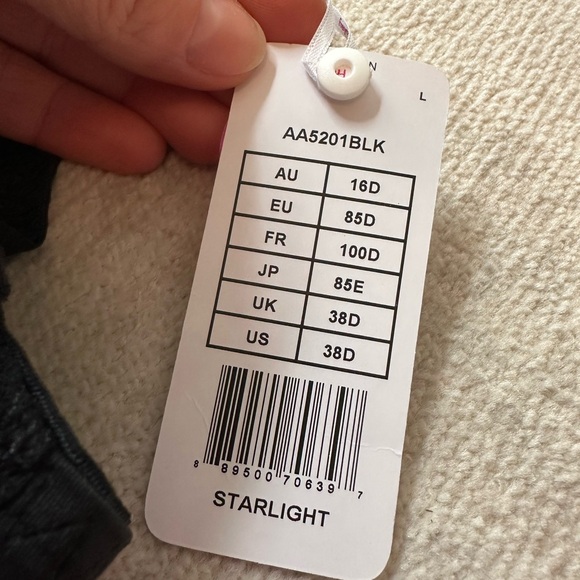 N
L
AA5201BLK
AU 16D
EU 85D
FR 100D
JP 85E
UK 38D
US 38D
8 89500 70639 7
STARLIGHT